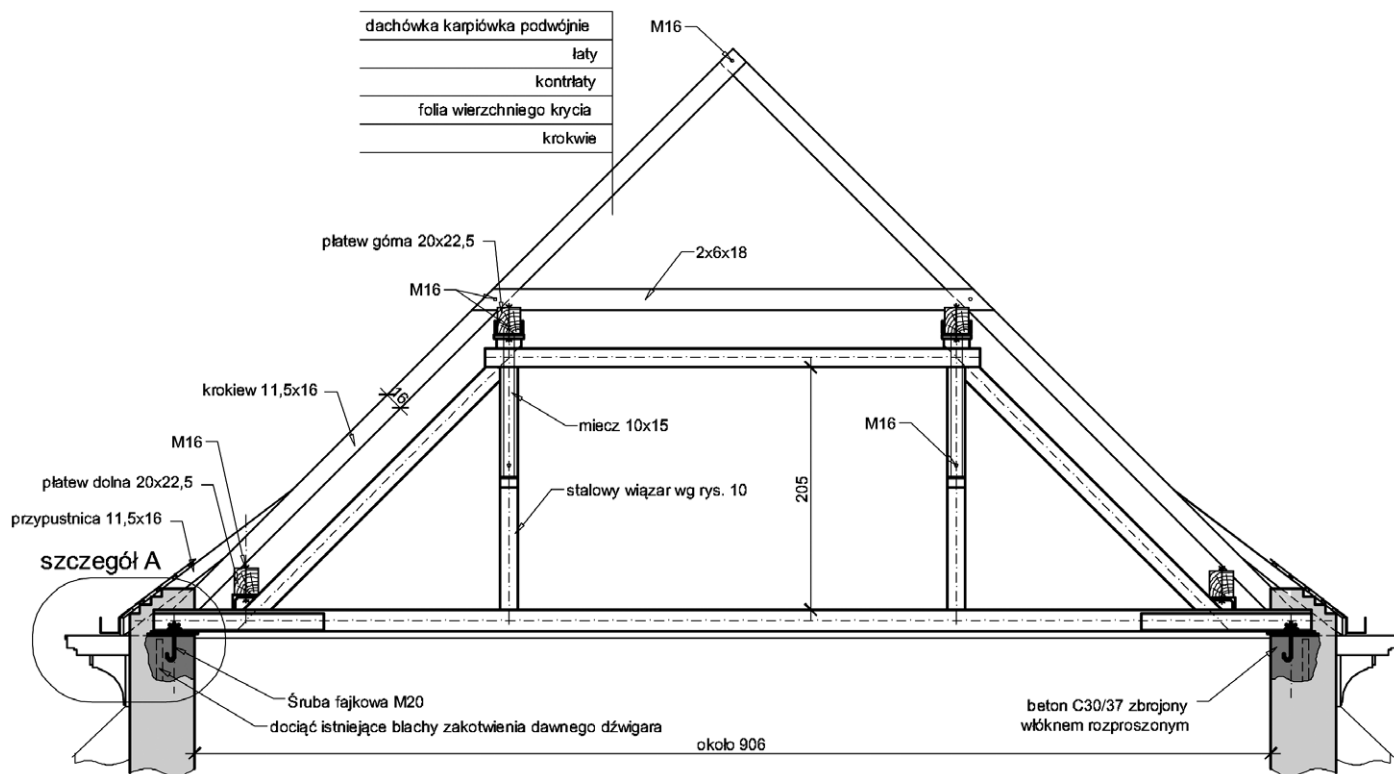 dachówka karpiówka podwójnie
łaty
kontrłaty
folia wierzchniego krycia
krokwie
M16
płatew górna 20x22,5
2x6x18
M16
krokiew 11,5x16
16
miecz 10x15
M16
M16
płatew dolna 20x22,5
stalowy wiązar wg rys. 10
205
przypustnica 11,5x16
szczegół A
Śruba fajkowa M20
dociąć istniejące blachy zakotwienia dawnego dźwigara
beton C30/37 zbrojony
włóknem rozproszonym
około 906